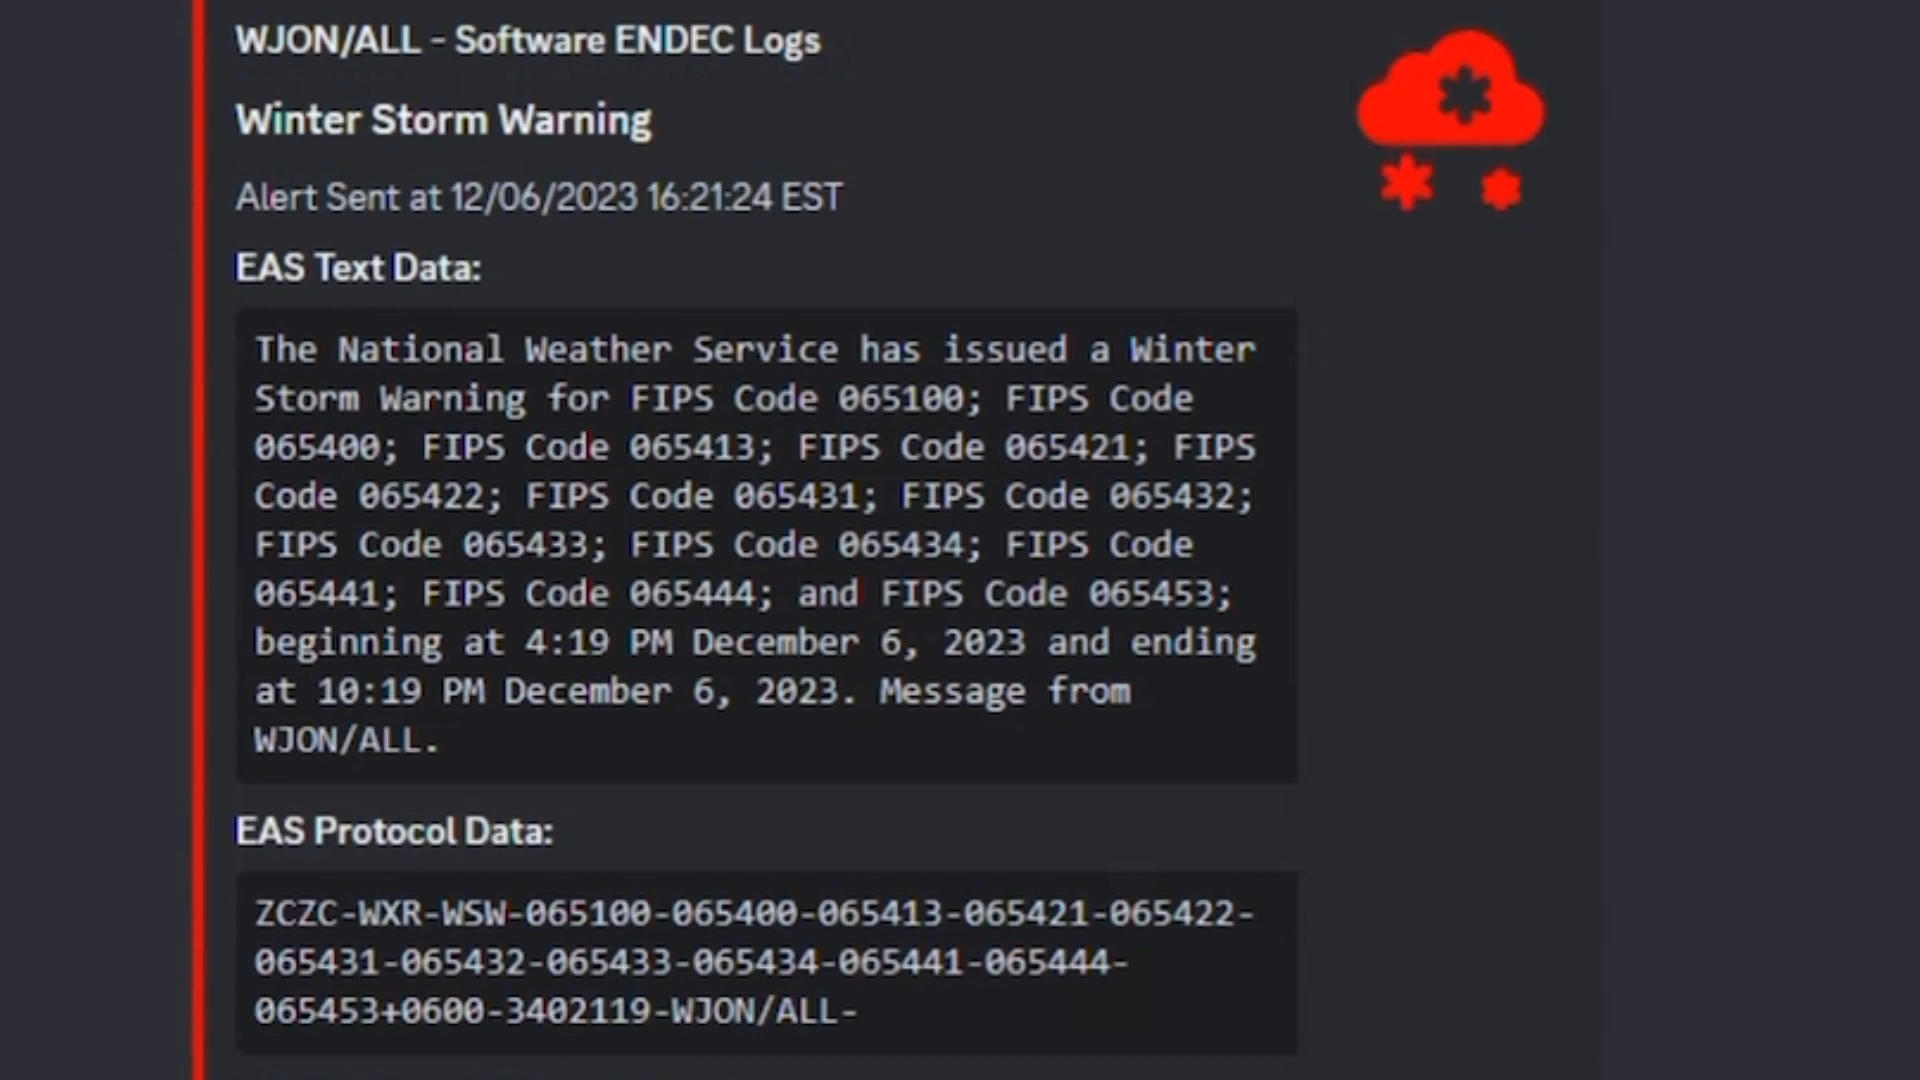 WJON/ALL - Software ENDEC Logs
Winter Storm Warning
Alert Sent at 12/06/2023 16:21:24 EST
EAS Text Data:
The National Weather Service has issued a Winter
Storm Warning for FIPS Code 065100; FIPS Code
065400; FIPS Code 065413; FIPS Code 065421; FIPS
Code 065422; FIPS Code 065431; FIPS Code 065432;
FIPS Code 065433; FIPS Code 065434; FIPS Code
065441; FIPS Code 065444; and FIPS Code 065453;
beginning at 4:19 PM December 6, 2023 and ending
at 10:19 PM December 6, 2023. Message from
WJON/ALL.
EAS Protocol Data:
ZCZC-WXR-WSW-065100-065400-065413-065421-065422-
065431-065432-065433-065434-065441-065444-
065453+0600-3402119-WJON/ALL-